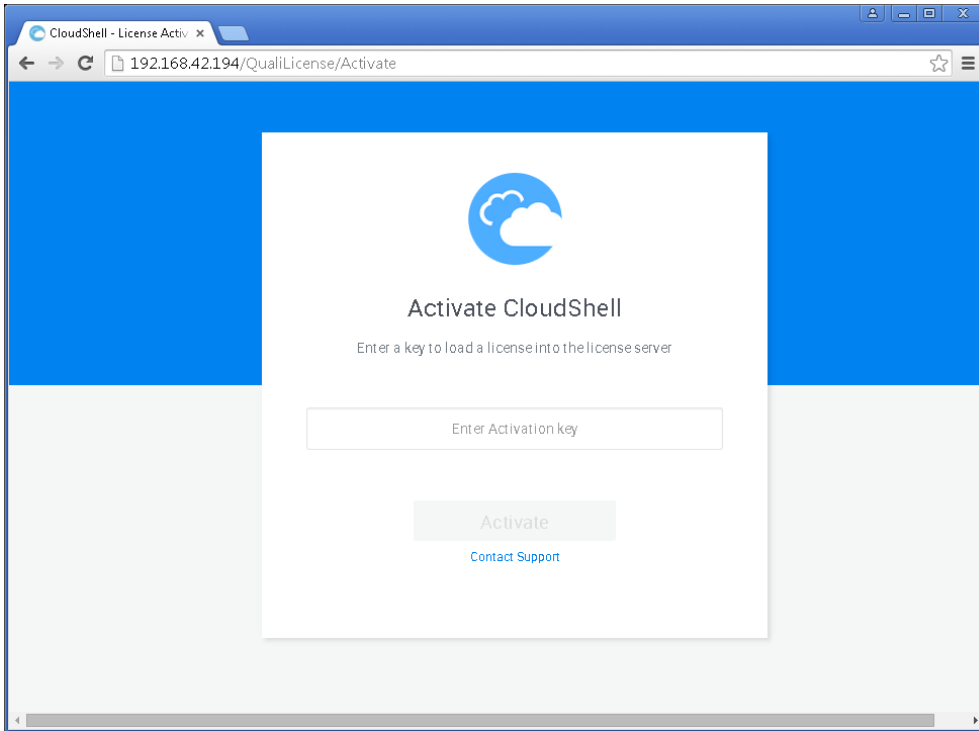 CloudShell - License Activ
192.168.42.194/QualiLicense/Activate
Activate CloudShell
Enter a key to load a license into the license server
Enter Activation key
Activate
Contact Support